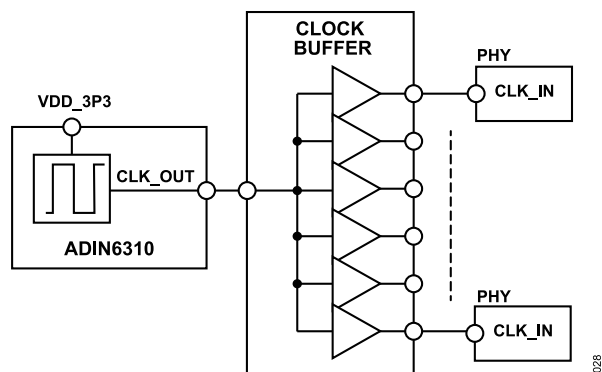 CLOCK
BUFFER
PHY
CLK_IN
VDD_3P3
CLK_OUT
ADIN6310
PHY
CLK_IN
028